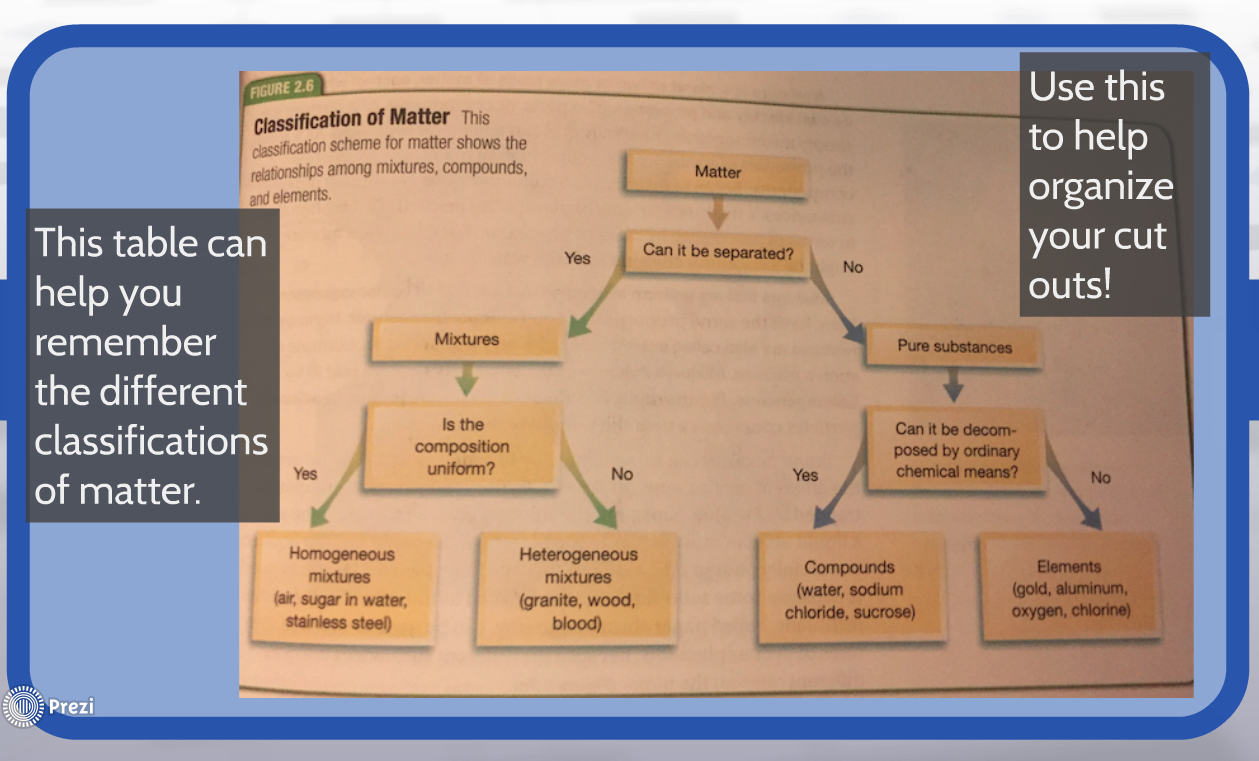 This table can
help you
remember
the different
classifications
of matter.
FIGURE 2.6
Classification of Matter This
classification scheme for matter shows the
relationships among mixtures, compounds,
and elements.
Matter
Can it be separated?
Yes
No
Mixtures
Pure substances
Is the
composition
uniform?
Yes
No
Can it be decom-
posed by ordinary
chemical means?
Yes
No
Homogeneous
mixtures
(air, sugar in water,
stainless steel)
Heterogeneous
mixtures
(granite, wood,
blood)
Compounds
(water, sodium
chloride, sucrose)
Elements
(gold, aluminum,
oxygen, chlorine)
Use this
to help
organize
your cut
outs!
Prezi